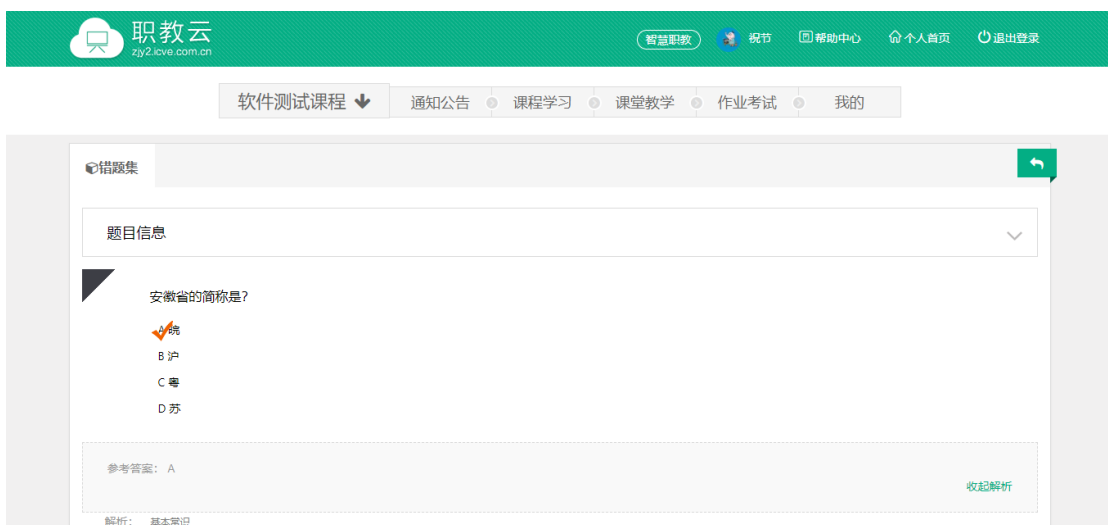 职教云
zjy2.icve.com.cn
智慧职教 祝节 帮助中心 个人首页 退出登录
软件测试课程 通知公告 课程学习 课堂教学 作业考试 我的
错题集
题目信息
安徽省的简称是?
A 皖
B 沪
C 粤
D 苏
参考答案: A
收起解析
解析: 基本常识